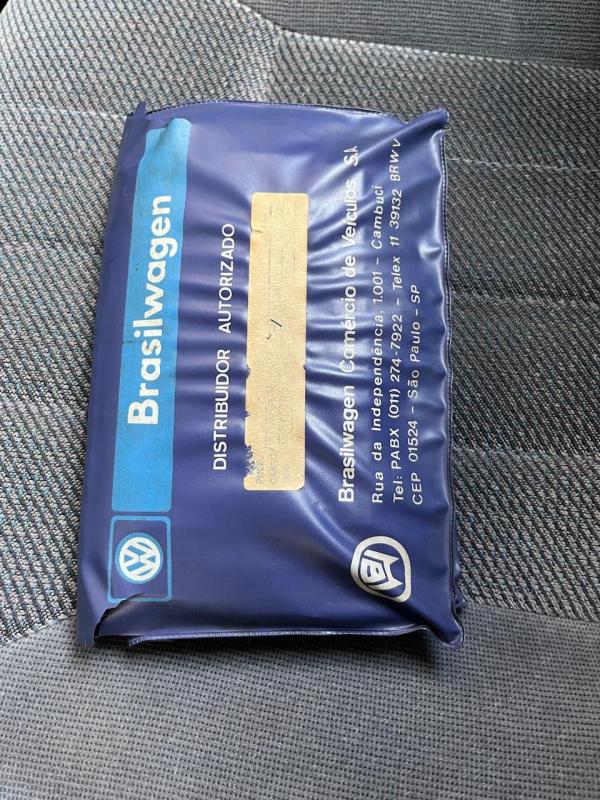 Brasilwagen
DISTRIBUIDOR AUTORIZADO
Brasilwagen Comércio de Veículos S.A
Rua da Independência, 1.001 - Cambuci
Tel: PABX (011) 274-7922 - Telex 11 39132 BRWV
CEP 01524 - São Paulo - SP